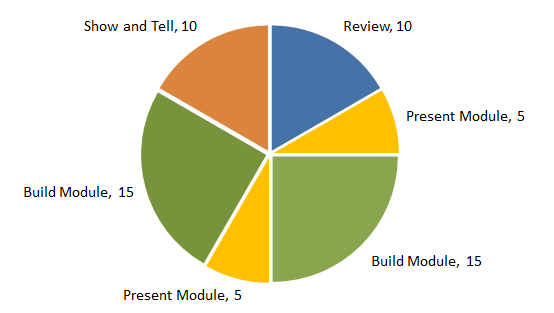 Show and Tell, 10
Review, 10
Present Module, 5
Build Module, 15
Build Module, 15
Present Module, 5